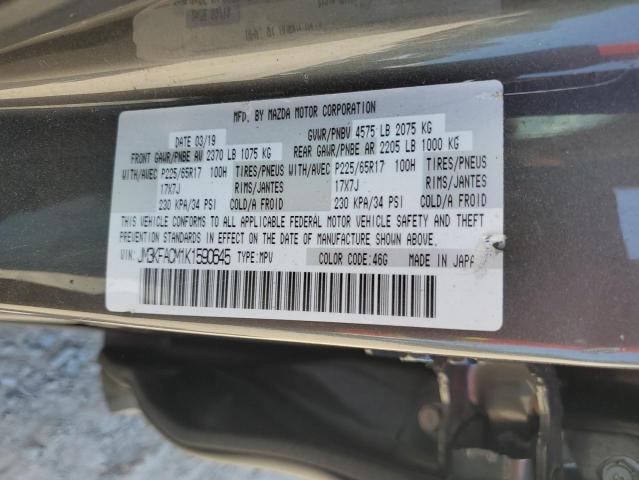 MFD. BY MAZDA MOTOR CORPORATION
DATE 03/19 GVWR/PNBV 4575 LB 2075 KG
FRONT GAWR/PNBE AV 2370 LB 1075 KG REAR GAWR/PNBE AR 2205 LB 1000 KG
WITH/AVEC P225/65R17 100H TIRES/PNEUS WITH/AVEC P225/65R17 100H TIRES/PNEUS
17X7J RIMS/JANTES 17X7J RIMS/JANTES
230 KPA/34 PSI COLD/A FROID 230 KPA/34 PSI COLD/A FROID
THIS VEHICLE CONFORMS TO ALL APPLICABLE FEDERAL MOTOR VEHICLE SAFETY AND THEFT
PREVENTION STANDARDS IN EFFECT ON THE DATE OF MANUFACTURE SHOWN ABOVE.
VIN: JM3KFACM1K1590645 TYPE:MPV COLOR CODE:46G MADE IN JAPAN